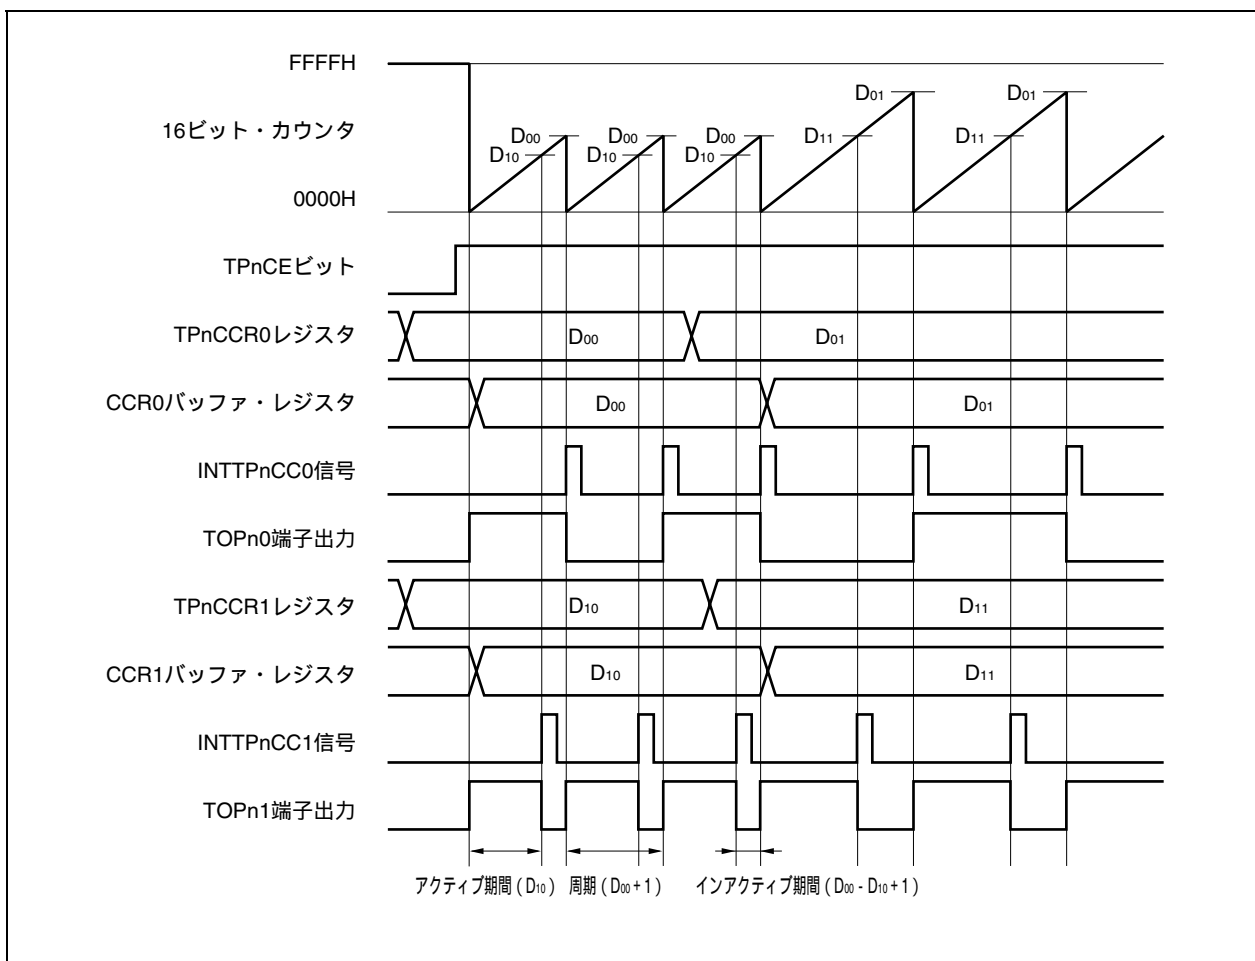 FFFFH
D01 D01
16ビット・カウンタ D00 D00 D00 D11 D11
D10 D10 D10
0000H
TPnCEビット
TPnCCR0レジスタ D00 D01
CCR0バッファ・レジスタ D00 D01
INTTPnCC0信号
TOPn0端子出力
TPnCCR1レジスタ D10 D11
CCR1バッファ・レジスタ D10 D11
INTTPnCC1信号
TOPn1端子出力
アクティブ期間(D10) 周期(D00+1) インアクティブ期間(D00-D10+1)